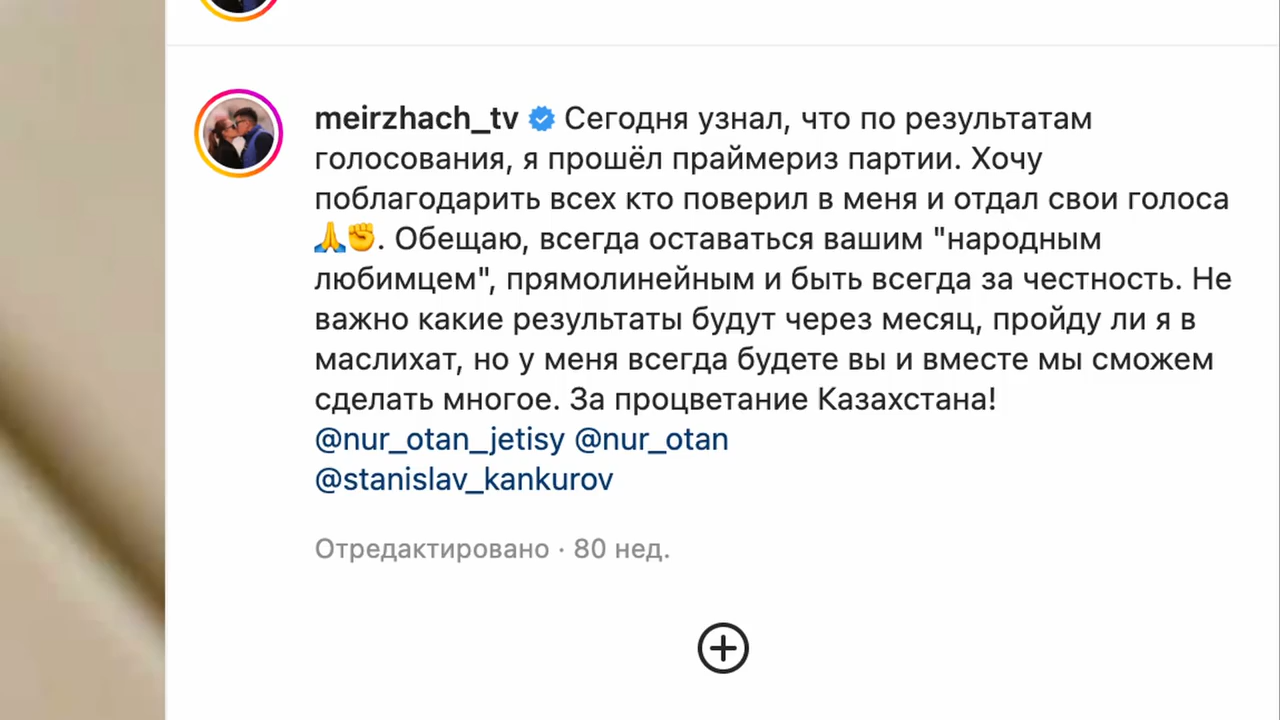 meirzhach_tv Сегодня узнал, что по результатам
голосования, я прошёл праймериз партии. Хочу
поблагодарить всех кто поверил в меня и отдал свои голоса
🙏✊. Обещаю, всегда оставаться вашим "народным
любимцем", прямолинейным и быть всегда за честность. Не
важно какие результаты будут через месяц, пройду ли я в
маслихат, но у меня всегда будете вы и вместе мы сможем
сделать многое. За процветание Казахстана!
@nur_otan_jetisy @nur_otan
@stanislav_kankurov
Отредактировано · 80 нед.